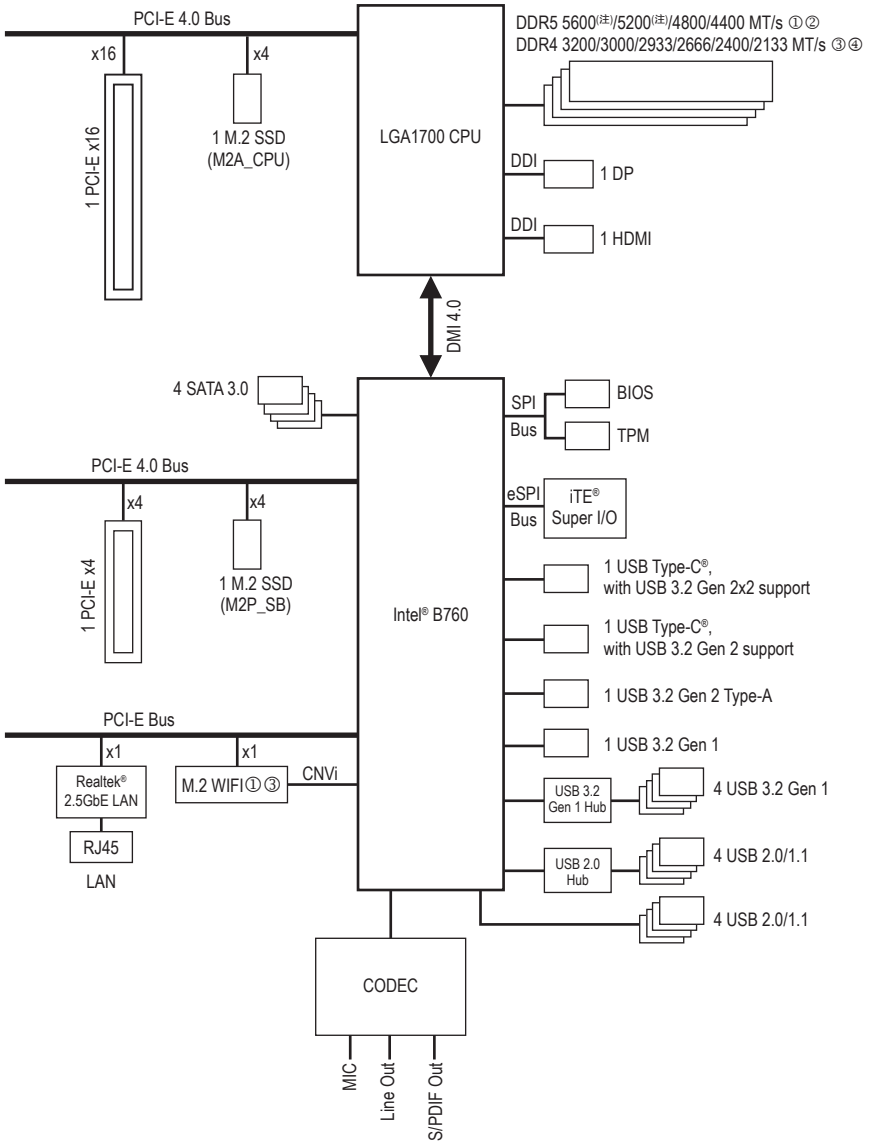 PCI-E 4.0 Bus
x16
x4
1 PCI-E x16
1 M.2 SSD
(M2A_CPU)
LGA1700 CPU
DDR5 5600(注)/5200(注)/4800/4400 MT/s ①②
DDR4 3200/3000/2933/2666/2400/2133 MT/s ③④
DDI
1 DP
DDI
1 HDMI
DMI 4.0
4 SATA 3.0
SPI
Bus
BIOS
TPM
PCI-E 4.0 Bus
x4
x4
1 PCI-E x4
1 M.2 SSD
(M2P_SB)
Intel® B760
eSPI
Bus
iTE®
Super I/O
1 USB Type-C®,
with USB 3.2 Gen 2x2 support
1 USB Type-C®,
with USB 3.2 Gen 2 support
1 USB 3.2 Gen 2 Type-A
1 USB 3.2 Gen 1
PCI-E Bus
x1
x1
Realtek®
2.5GbE LAN
M.2 WIFI①③
CNVi
RJ45
LAN
USB 3.2
Gen 1 Hub
4 USB 3.2 Gen 1
USB 2.0
Hub
4 USB 2.0/1.1
4 USB 2.0/1.1
CODEC
MIC
Line Out
S/PDIF Out